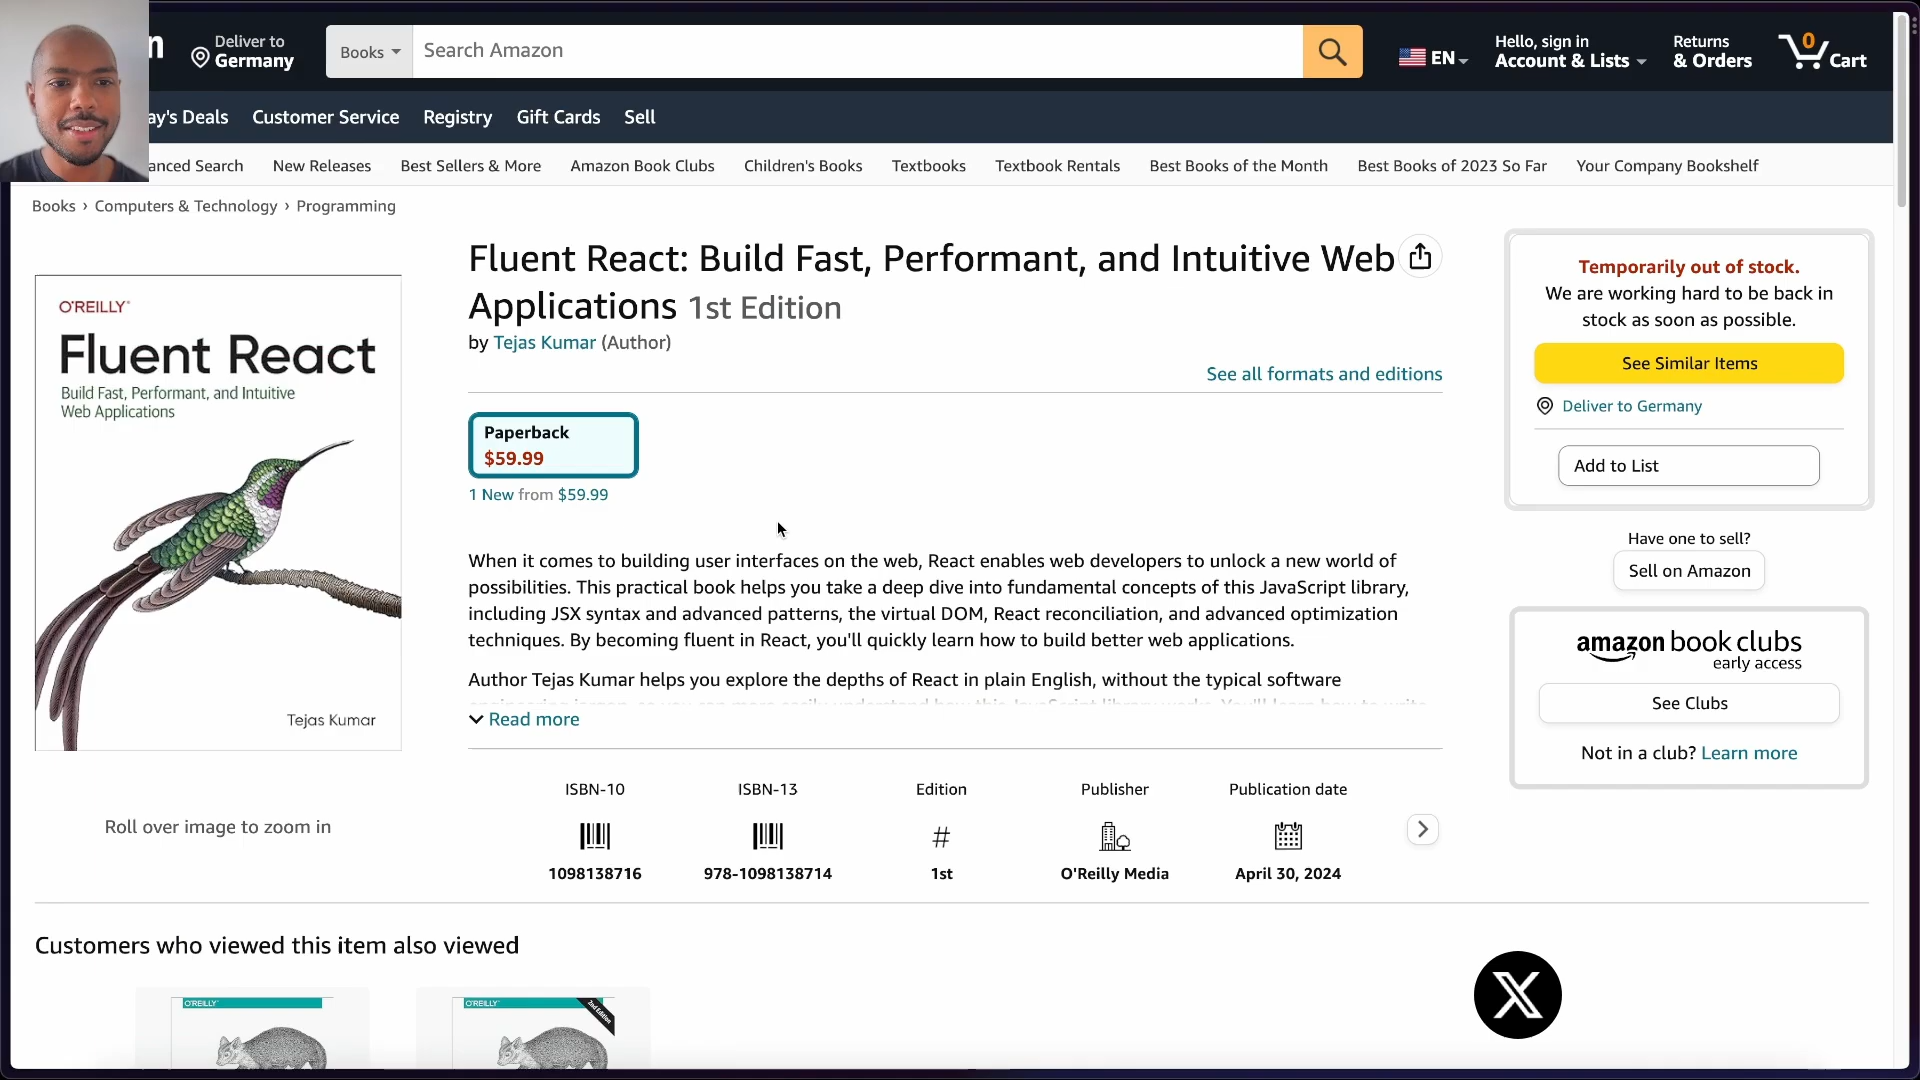 n
Deliver to
Germany
Books
Search Amazon
EN
Hello, sign in
Account & Lists
Returns
& Orders
0
Cart
ay's Deals
Customer Service
Registry
Gift Cards
Sell
anced Search
New Releases
Best Sellers & More
Amazon Book Clubs
Children's Books
Textbooks
Textbook Rentals
Best Books of the Month
Best Books of 2023 So Far
Your Company Bookshelf
Books › Computers & Technology › Programming
O'REILLY®
Fluent React
Build Fast, Performant, and Intuitive
Web Applications
Tejas Kumar
Roll over image to zoom in
Fluent React: Build Fast, Performant, and Intuitive Web
Applications 1st Edition
by Tejas Kumar (Author)
See all formats and editions
Paperback
$59.99
1 New from $59.99
When it comes to building user interfaces on the web, React enables web developers to unlock a new world of
possibilities. This practical book helps you take a deep dive into fundamental concepts of this JavaScript library,
including JSX syntax and advanced patterns, the virtual DOM, React reconciliation, and advanced optimization
techniques. By becoming fluent in React, you'll quickly learn how to build better web applications.
Author Tejas Kumar helps you explore the depths of React in plain English, without the typical software
Read more
ISBN-10
1098138716
ISBN-13
978-1098138714
Edition
#
1st
Publisher
O'Reilly Media
Publication date
April 30, 2024
Temporarily out of stock.
We are working hard to be back in
stock as soon as possible.
See Similar Items
Deliver to Germany
Add to List
Have one to sell?
Sell on Amazon
amazon book clubs
early access
See Clubs
Not in a club? Learn more
Customers who viewed this item also viewed
O'REILLY®
O'REILLY®
2nd Edition
X